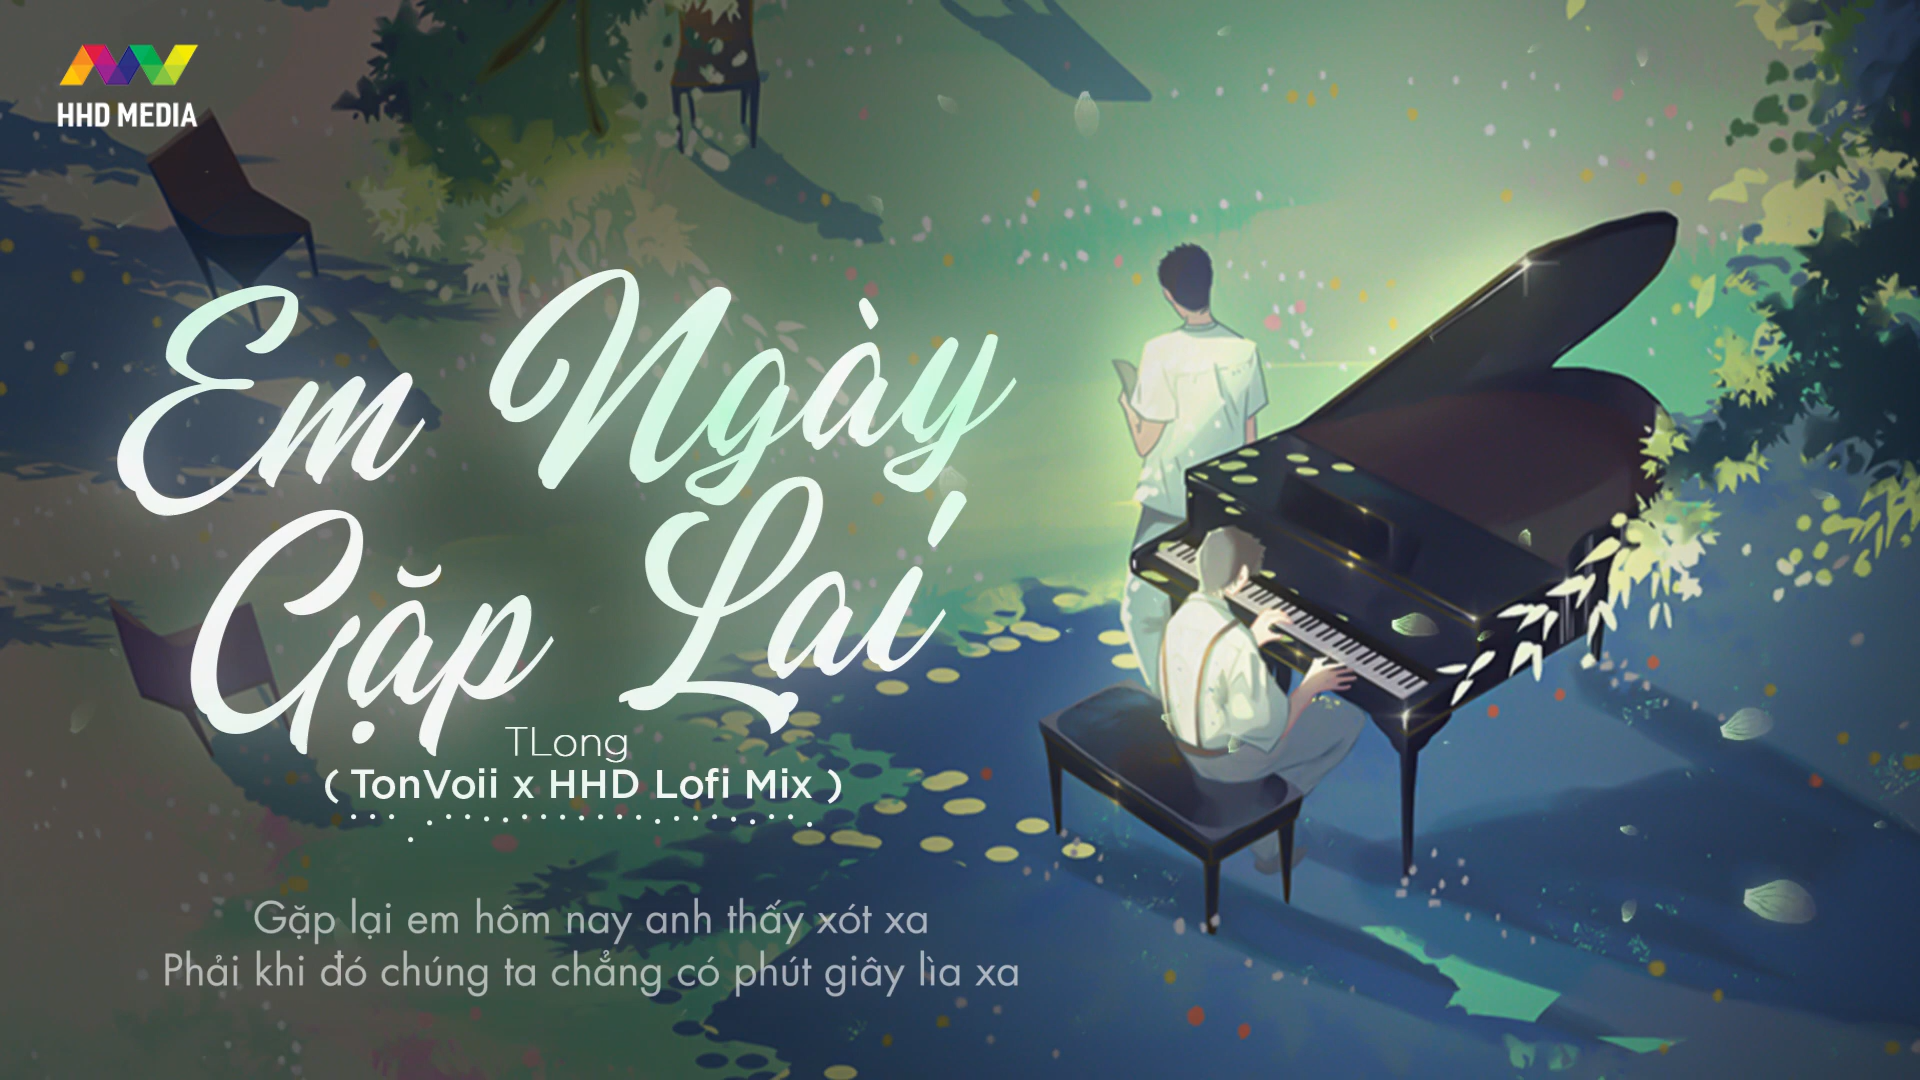 HHD MEDIA
Em Ngày
Gặp Lại
TLong
( TonVoii x HHD Lofi Mix )
Gặp lại em hôm nay anh thấy xót xa
Phải khi đó chúng ta chẳng có phút giây lìa xa